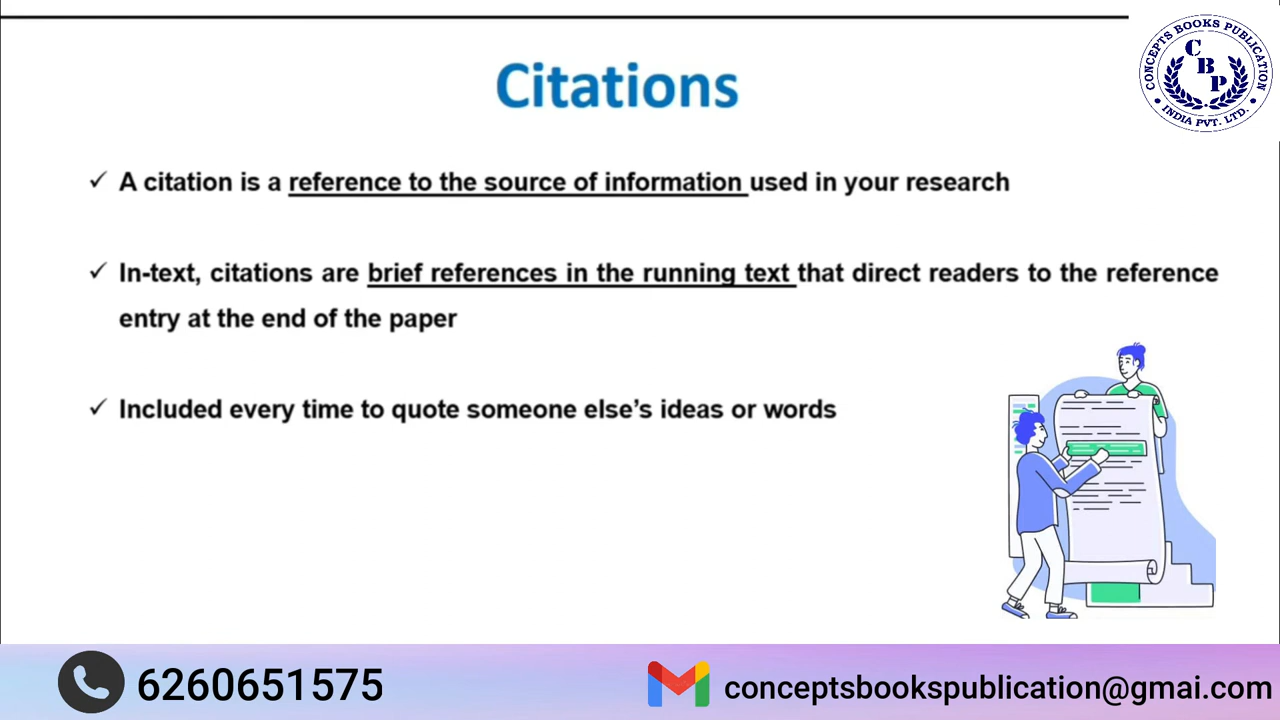 CONCEPTS BOOKS PUBLICATION
C
B
P
• INDIA PVT. LTD. •
Citations
✓ A citation is a reference to the source of information used in your research
✓ In-text, citations are brief references in the running text that direct readers to the reference
entry at the end of the paper
✓ Included every time to quote someone else’s ideas or words
6260651575
conceptsbookspublication@gmai.com